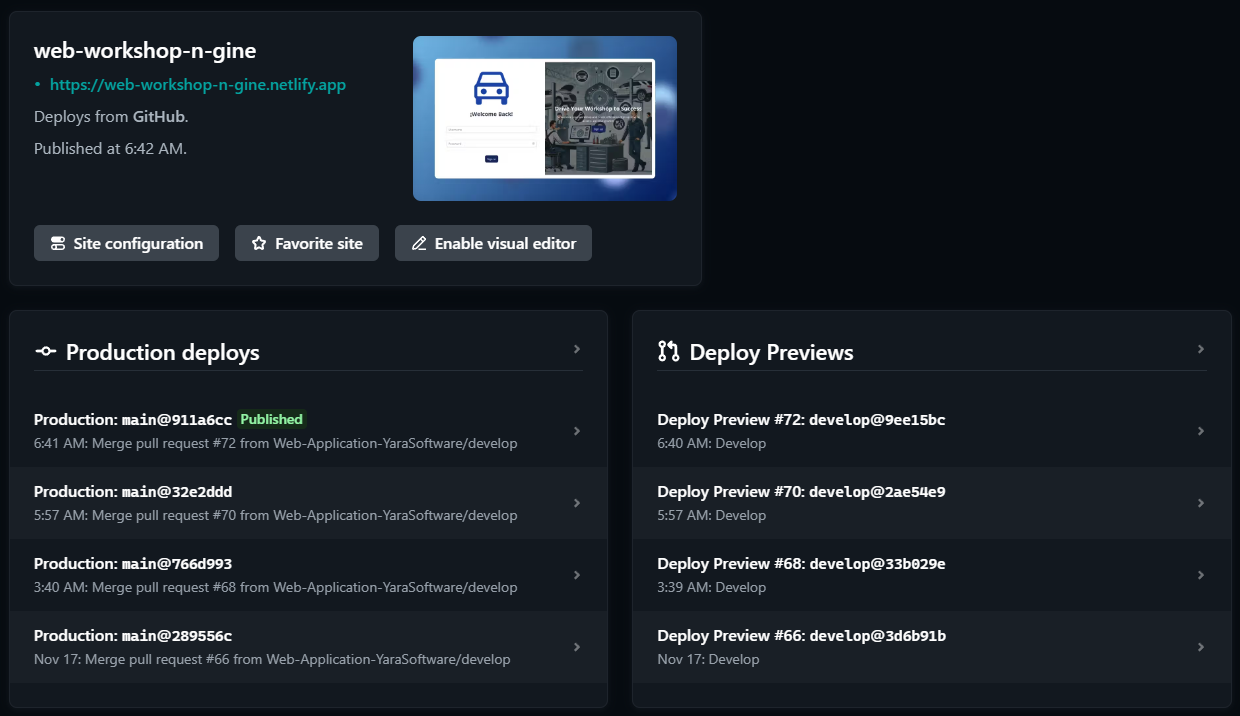 web-workshop-n-gine
• https://web-workshop-n-gine.netlify.app
Deploys from GitHub.
Published at 6:42 AM.
¡Welcome Back!
Drive Your Workshop to Success
Sign up
Site configuration
Favorite site
Enable visual editor
Production deploys
Production: main@911a6cc Published
6:41 AM: Merge pull request #72 from Web-Application-YaraSoftware/develop
Production: main@32e2ddd
5:57 AM: Merge pull request #70 from Web-Application-YaraSoftware/develop
Production: main@766d993
3:40 AM: Merge pull request #68 from Web-Application-YaraSoftware/develop
Production: main@289556c
Nov 17: Merge pull request #66 from Web-Application-YaraSoftware/develop
Deploy Previews
Deploy Preview #72: develop@9ee15bc
6:40 AM: Develop
Deploy Preview #70: develop@2ae54e9
5:57 AM: Develop
Deploy Preview #68: develop@33b029e
3:39 AM: Develop
Deploy Preview #66: develop@3d6b91b
Nov 17: Develop